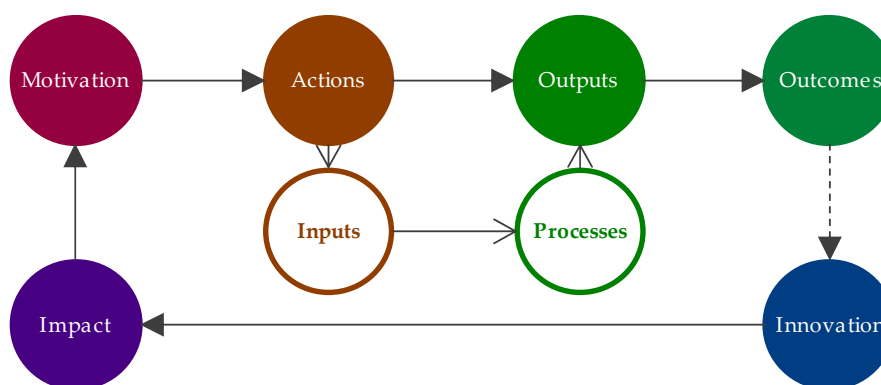 Motivation
Actions
Outputs
Outcomes
Inputs
Processes
Impact
Innovation